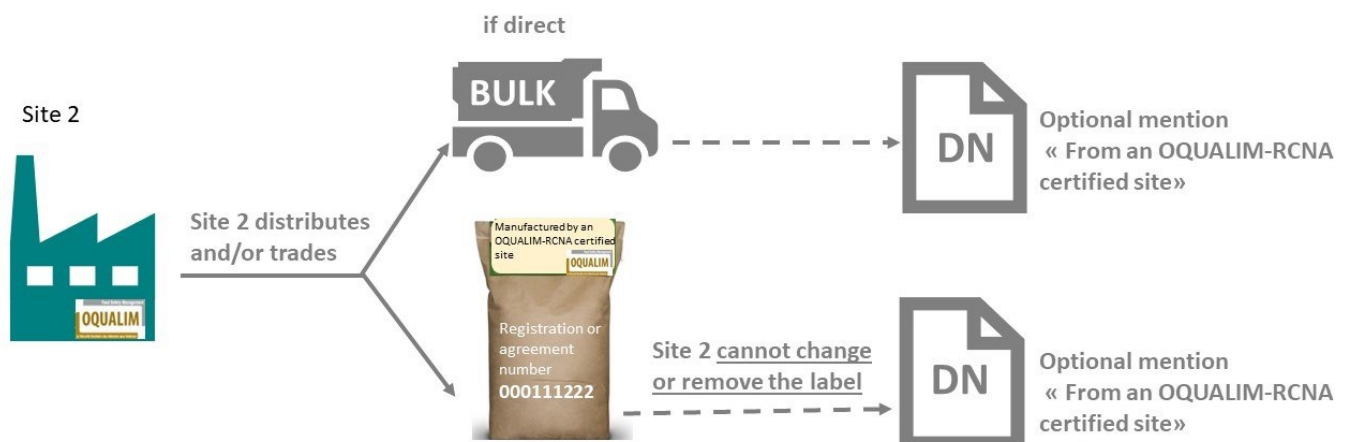 if direct
BULK
Site 2
DN
Optional mention
« From an OQUALIM-RCNA
certified site»
Site 2 distributes
and/or trades
Manufactured by an
OQUALIM-RCNA certified
site
OQUALIM
OQUALIM
Registration or
agreement
number
000111222
Site 2 cannot change
or remove the label
DN
Optional mention
« From an OQUALIM-RCNA
certified site»